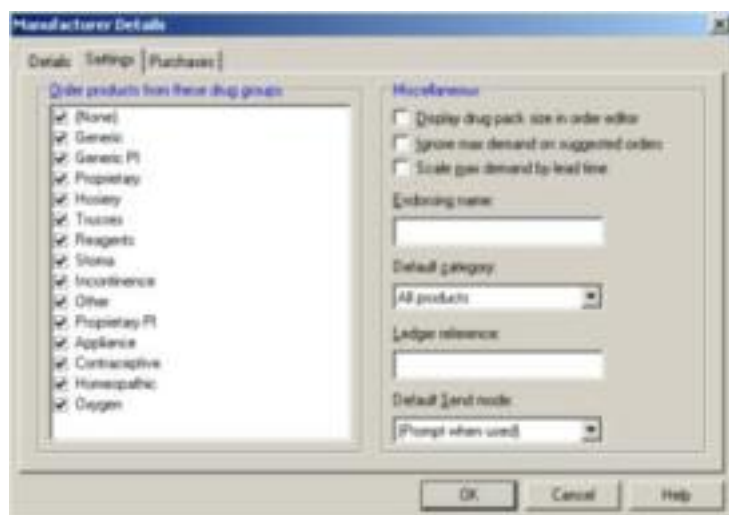 Manufacturer Details
Details Settings Purchases
Order products from these drug groups
(None)
Generic
Generic PI
Proprietary
Hosiery
Trusses
Reagents
Stoma
Incontinence
Other
Proprietary PI
Appliance
Contraceptive
Homeopathic
Oxygen
Miscellaneous
Display drug pack size in order editor
Ignore max demand on suggested orders
Scale max demand by lead time
Endorsing name:
Default category:
All products
Ledger reference:
Default Send mode:
(Prompt when used)
OK Cancel Help